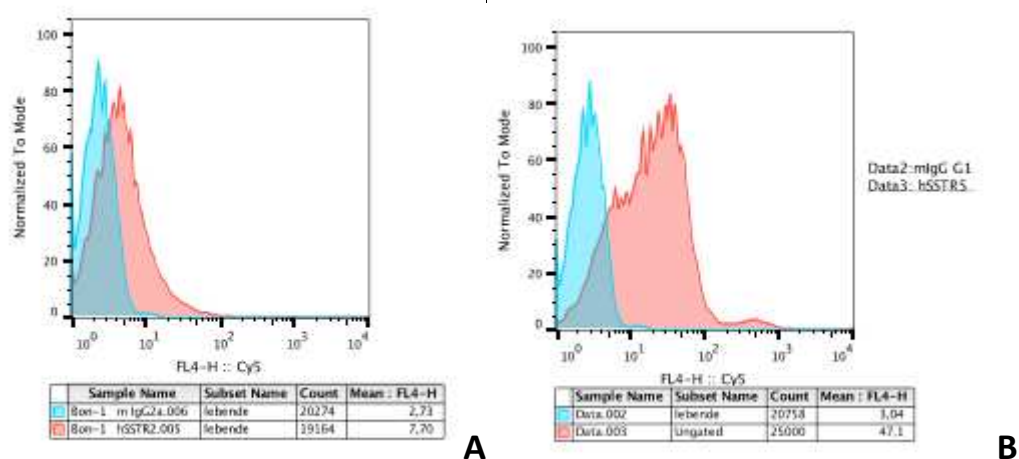 Normalized To Mode
100
80
60
40
20
0
10^0 10^1 10^2 10^3 10^4
FL4-H :: Cy5
Sample Name Subset Name Count Mean : FL4-H
Bon-1 m IgG2a.006 lebende 20274 2,73
Bon-1 hSSTR2.005 lebende 19164 7,70
A
Normalized To Mode
100
80
60
40
20
0
10^0 10^1 10^2 10^3 10^4
FL4-H :: Cy5
Data2:mIgG G1
Data3: hSSTR5
Sample Name Subset Name Count Mean : FL4-H
Data.002 lebende 20758 3,04
Data.003 Ungated 25000 47,1
B